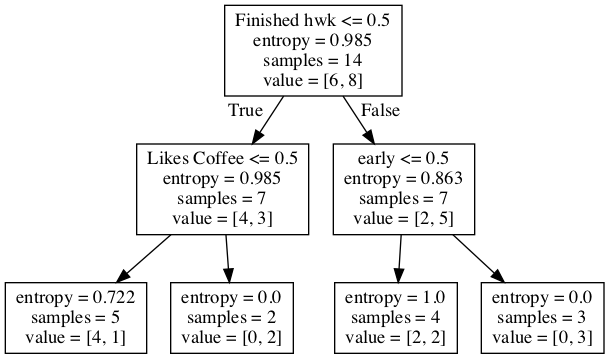 Finished hwk <= 0.5
entropy = 0.985
samples = 14
value = [6, 8]
True
False
Likes Coffee <= 0.5
entropy = 0.985
samples = 7
value = [4, 3]
early <= 0.5
entropy = 0.863
samples = 7
value = [2, 5]
entropy = 0.722
samples = 5
value = [4, 1]
entropy = 0.0
samples = 2
value = [0, 2]
entropy = 1.0
samples = 4
value = [2, 2]
entropy = 0.0
samples = 3
value = [0, 3]